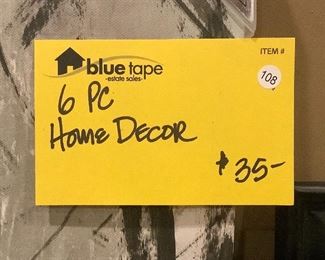 ITEM #
blue tape
-estate sales-
108
6 PC
HOME DECOR
$35-